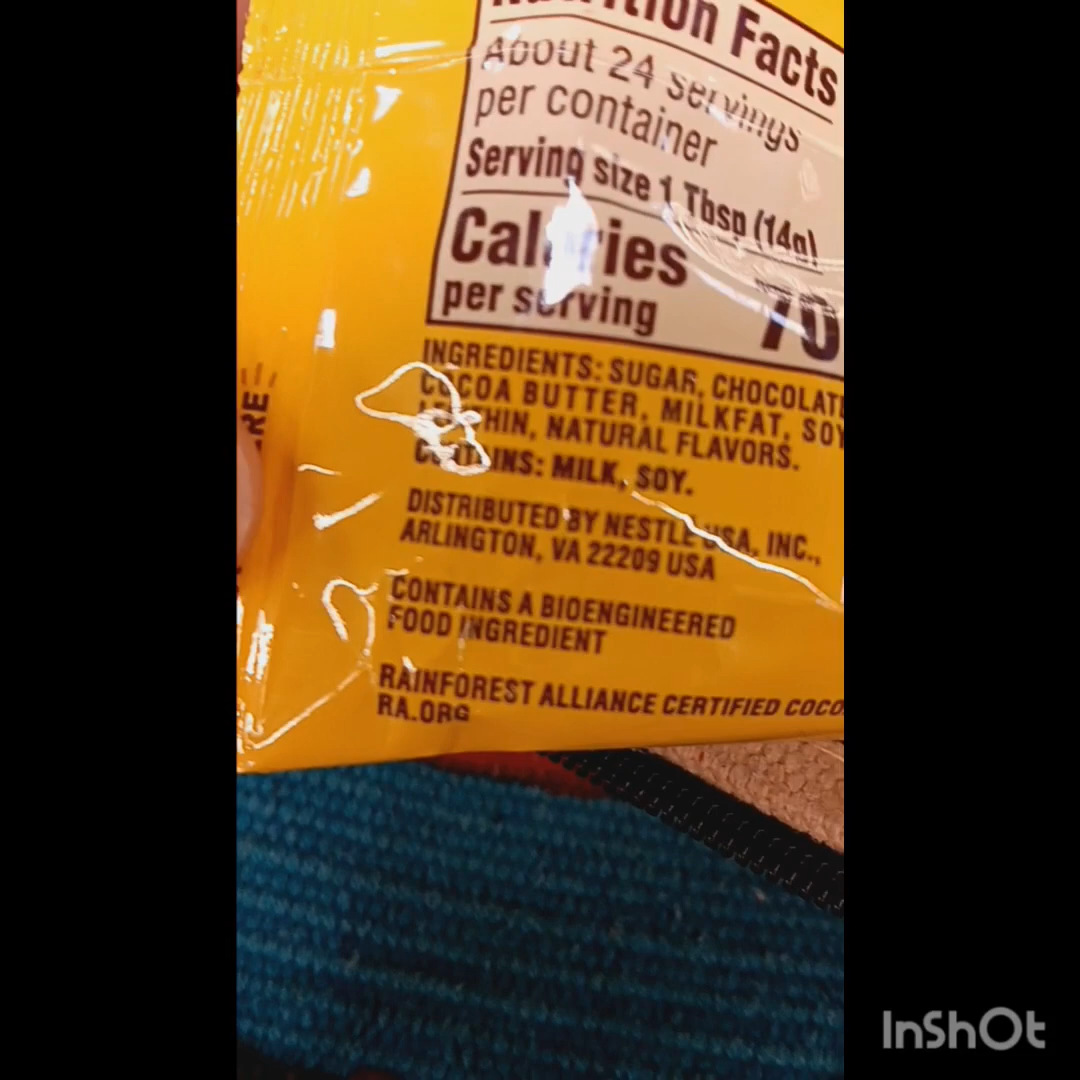 Nutrition Facts
About 24 servings
per container
Serving size 1 Tbsp (14g)
Calories
70
per serving
INGREDIENTS: SUGAR, CHOCOLAT
COCOA BUTTER, MILKFAT, SOY
LECITHIN, NATURAL FLAVORS.
CONTAINS: MILK, SOY.
DISTRIBUTED BY NESTLÉ USA, INC.,
ARLINGTON, VA 22209 USA
CONTAINS A BIOENGINEERED
FOOD INGREDIENT
RAINFOREST ALLIANCE CERTIFIED COCO
RA.ORG
InShOt